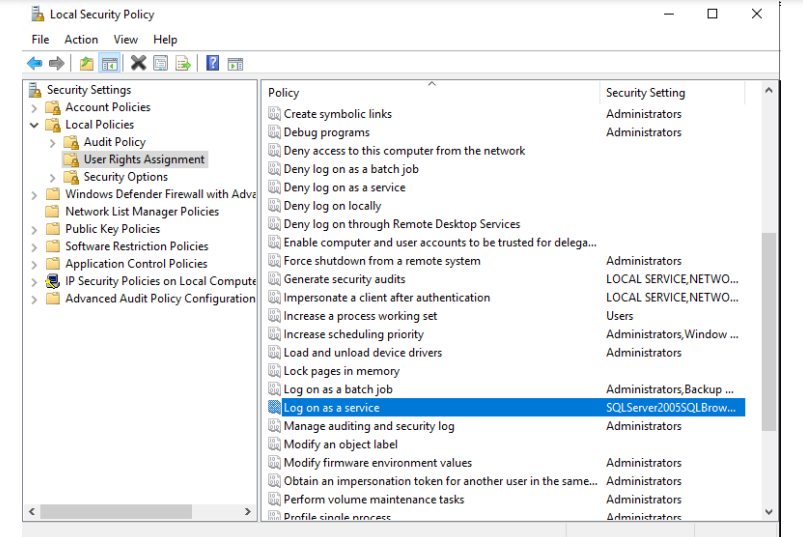 Local Security Policy
File Action View Help
Security Settings
Account Policies
Local Policies
Audit Policy
User Rights Assignment
Security Options
Windows Defender Firewall with Adva
Network List Manager Policies
Public Key Policies
Software Restriction Policies
Application Control Policies
IP Security Policies on Local Compute
Advanced Audit Policy Configuration
Policy Security Setting
Create symbolic links Administrators
Debug programs Administrators
Deny access to this computer from the network
Deny log on as a batch job
Deny log on as a service
Deny log on locally
Deny log on through Remote Desktop Services
Enable computer and user accounts to be trusted for delega...
Force shutdown from a remote system Administrators
Generate security audits LOCAL SERVICE,NETWO...
Impersonate a client after authentication LOCAL SERVICE,NETWO...
Increase a process working set Users
Increase scheduling priority Administrators,Window ...
Load and unload device drivers Administrators
Lock pages in memory
Log on as a batch job Administrators,Backup ...
Log on as a service SQLServer2005SQLBrow...
Manage auditing and security log Administrators
Modify an object label
Modify firmware environment values Administrators
Obtain an impersonation token for another user in the same... Administrators
Perform volume maintenance tasks Administrators
Profile single process Administrators